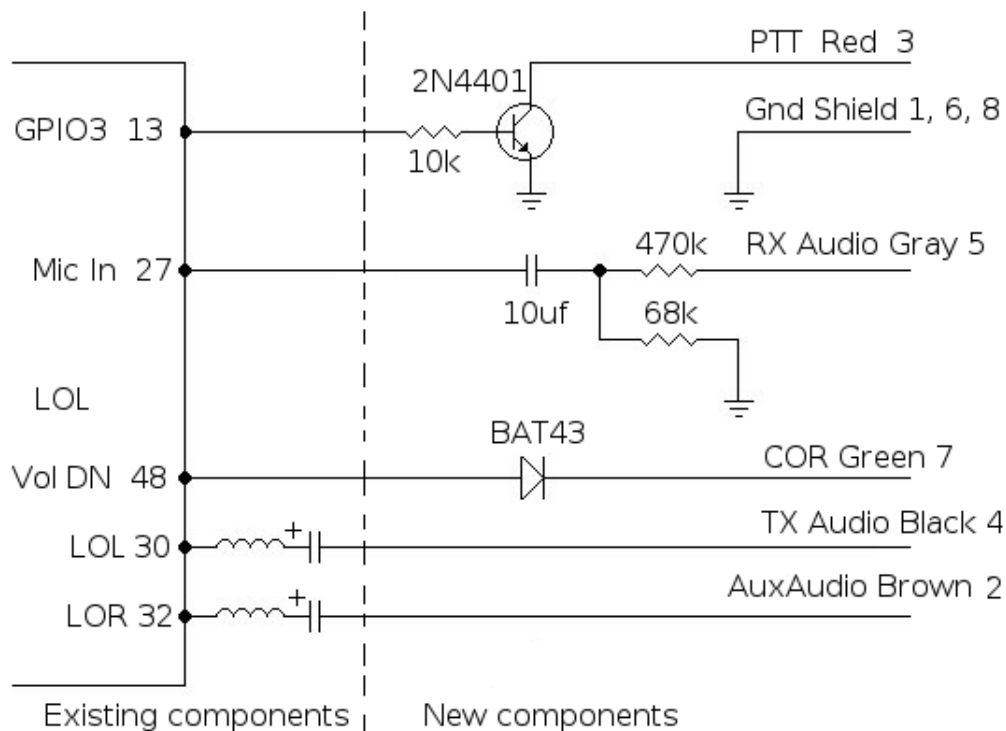 PTT Red 3
2N4401
Gnd Shield 1, 6, 8
GPIO3 13
10k
470k
RX Audio Gray 5
Mic In 27
10uf
68k
LOL
BAT43
Vol DN 48
COR Green 7
TX Audio Black 4
LOL 30
+
AuxAudio Brown 2
LOR 32
+
Existing components
New components